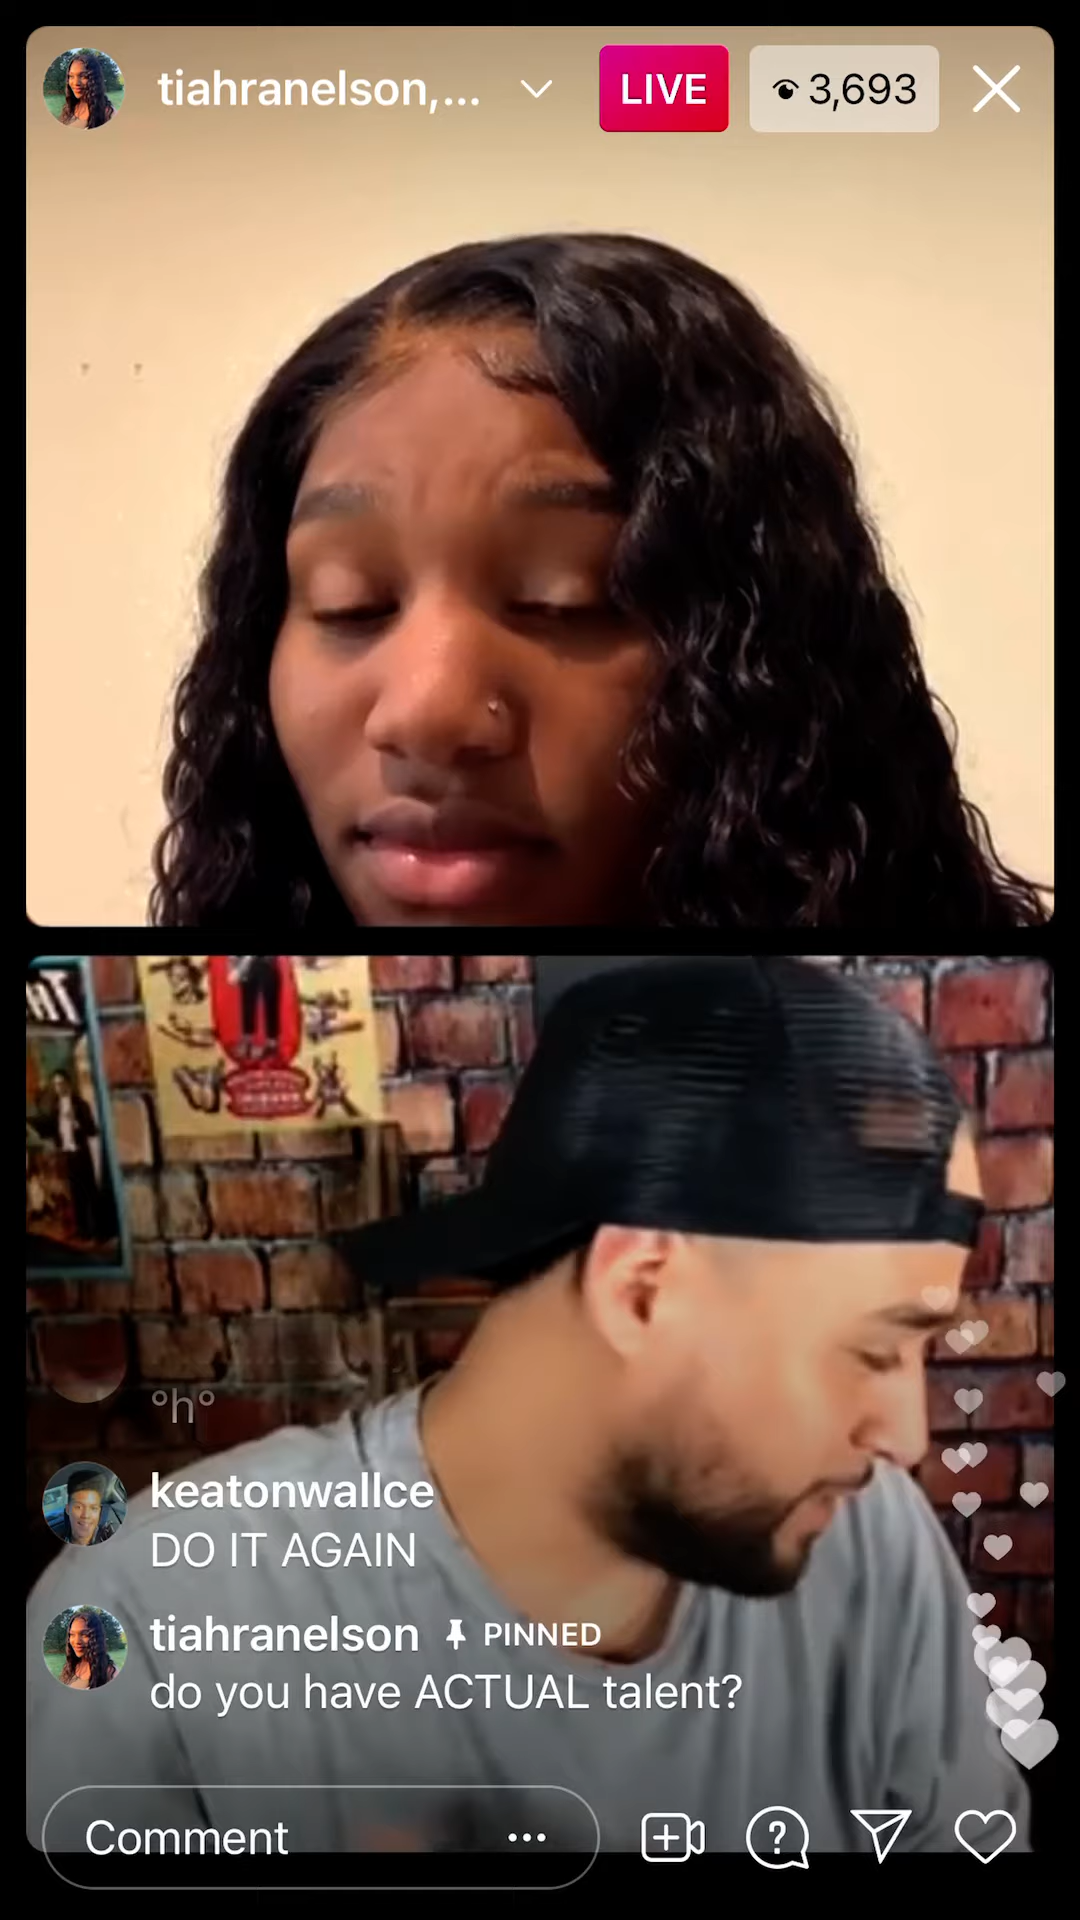 tiahranelson,...
LIVE
3,693
°h°
keatonwallce
DO IT AGAIN
tiahranelson PINNED
do you have ACTUAL talent?
Comment